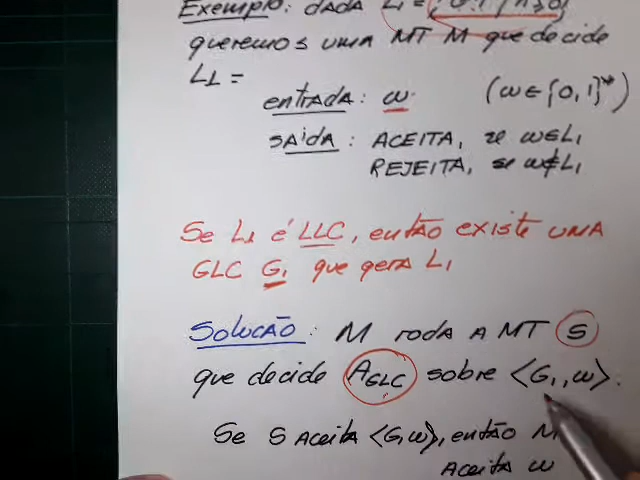 Exemplo: dada L1 =
queremos uma MT M que decide
L1 =
entrada: ω (ω ∈ {0,1}*)
saída: ACEITA, se ω∈L1
REJEITA, se ω∉L1
Se L1 é LLC, então existe UMA
GLC G1 que gera L1
Solução: M roda a MT S
que decide AGLC sobre <G1, ω>.
Se S Aceita <G1, ω>, então M
Aceita ω